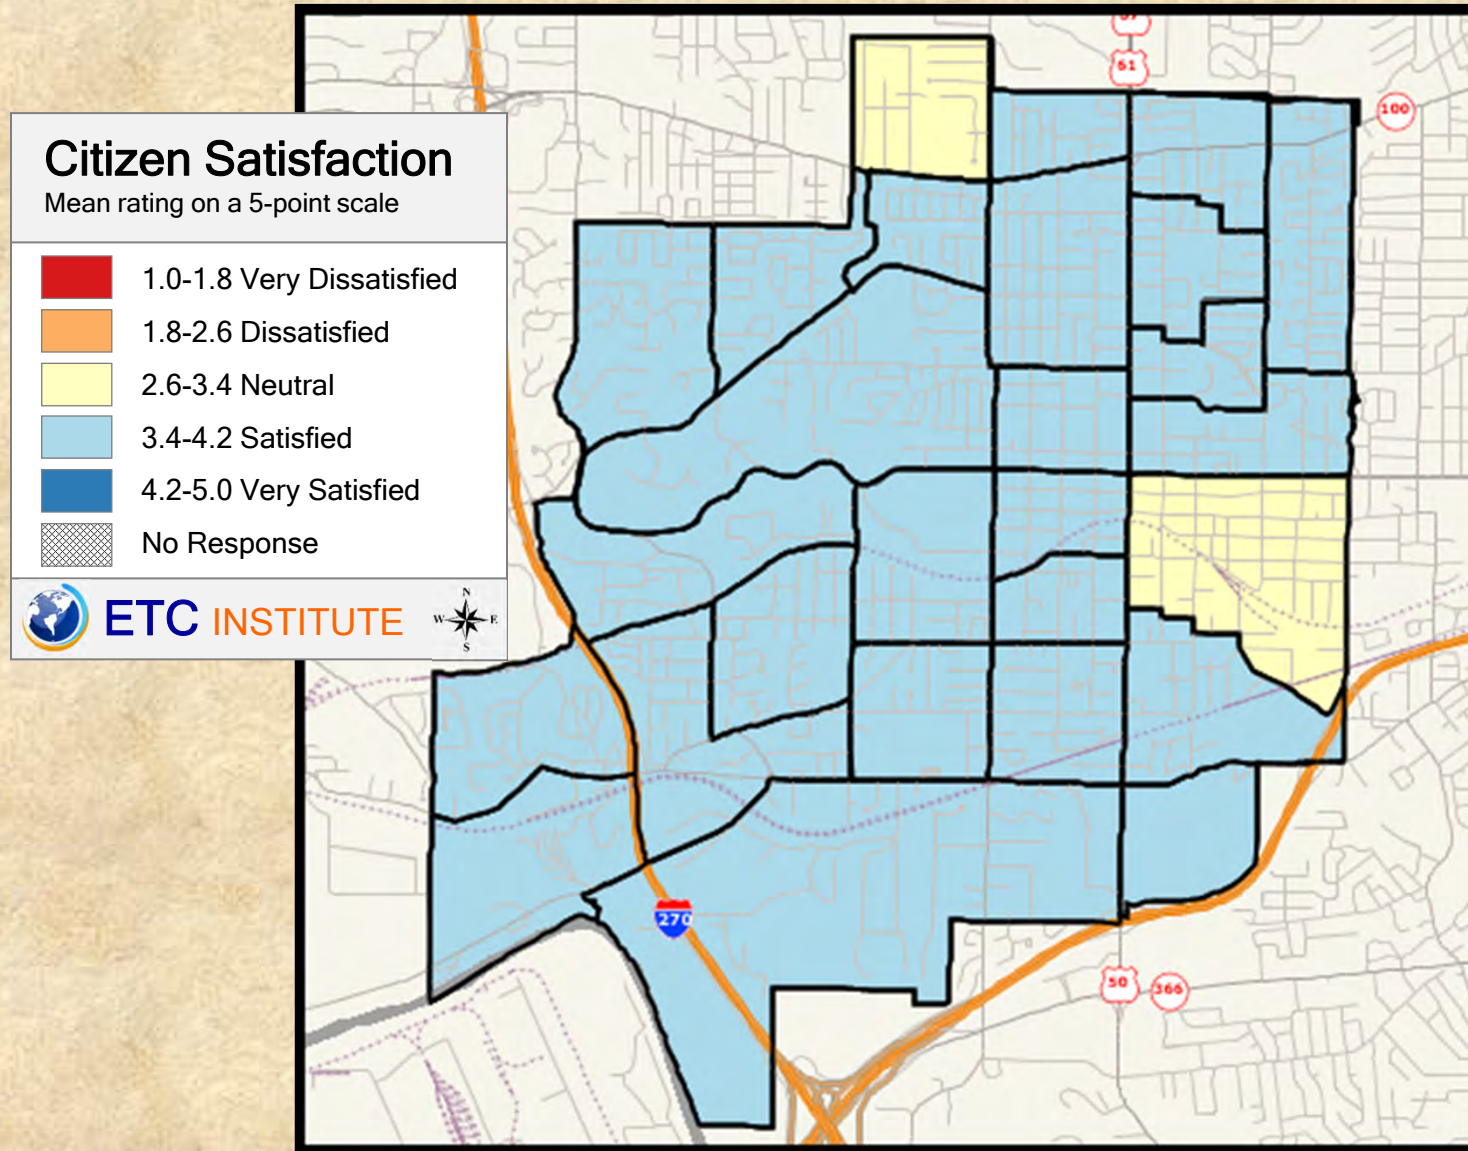 61
100
Citizen Satisfaction
Mean rating on a 5-point scale
1.0-1.8 Very Dissatisfied
1.8-2.6 Dissatisfied
2.6-3.4 Neutral
3.4-4.2 Satisfied
4.2-5.0 Very Satisfied
No Response
ETC INSTITUTE
N
W E
S
270
50
366